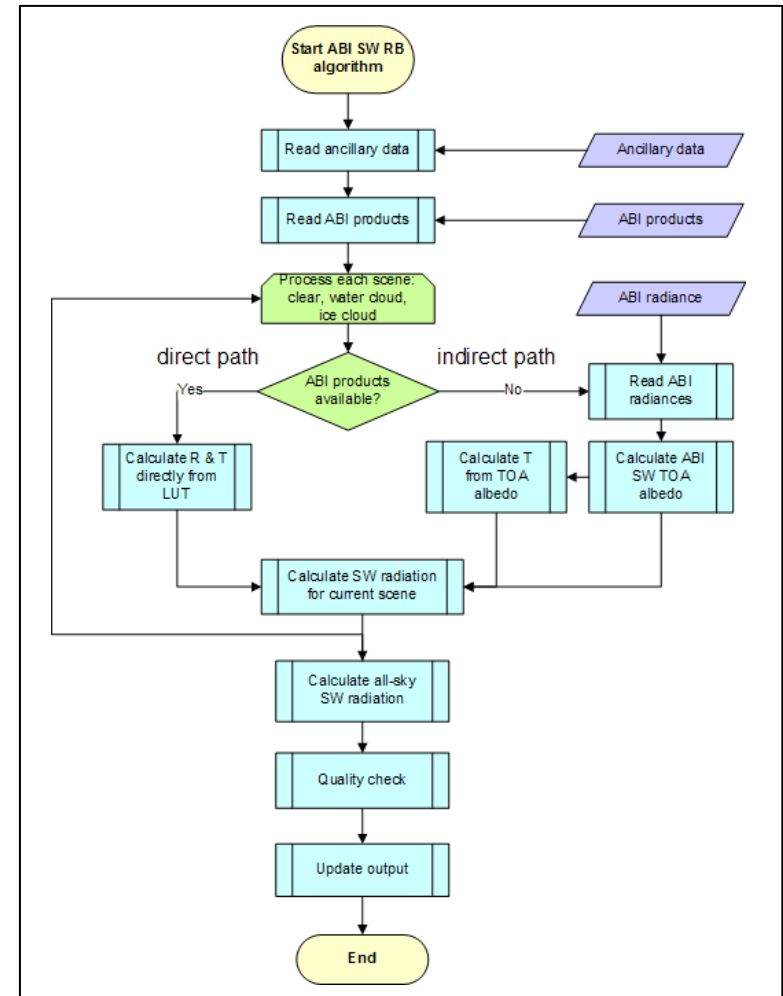 Start ABI SW RB
algorithm
Read ancillary data
Ancillary data
Read ABI products
ABI products
Process each scene:
clear, water cloud,
ice cloud
ABI radiance
direct path
indirect path
Yes
ABI products
available?
No
Read ABI
radiances
Calculate R & T
directly from
LUT
Calculate T
from TOA
albedo
Calculate ABI
SW TOA
albedo
Calculate SW radiation
for current scene
Calculate all-sky
SW radiation
Quality check
Update output
End